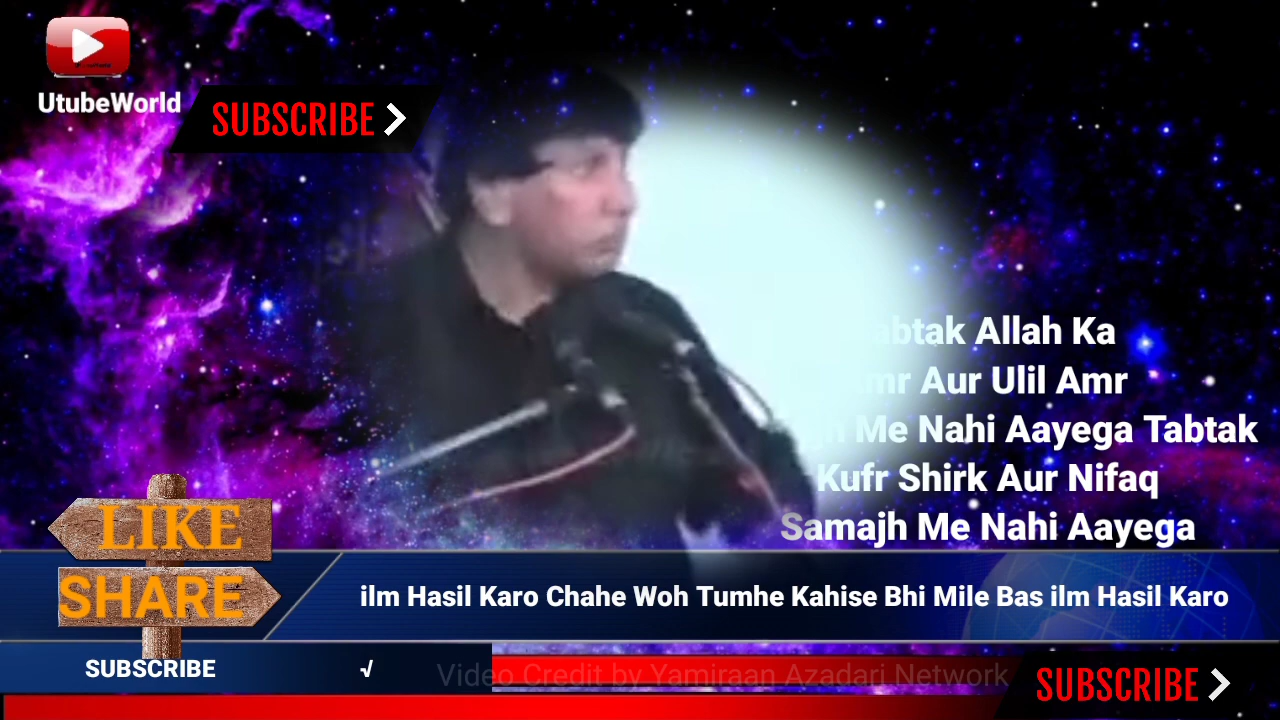 UtubeWorld
SUBSCRIBE
Tabtak Allah Ka
Amr Aur Ulil Amr
Me Nahi Aayega Tabtak
Kufr Shirk Aur Nifaq
Samajh Me Nahi Aayega
LIKE
SHARE
ilm Hasil Karo Chahe Woh Tumhe Kahise Bhi Mile Bas ilm Hasil Karo
SUBSCRIBE √
Video Credit by Yamiraan Azadari Network
SUBSCRIBE